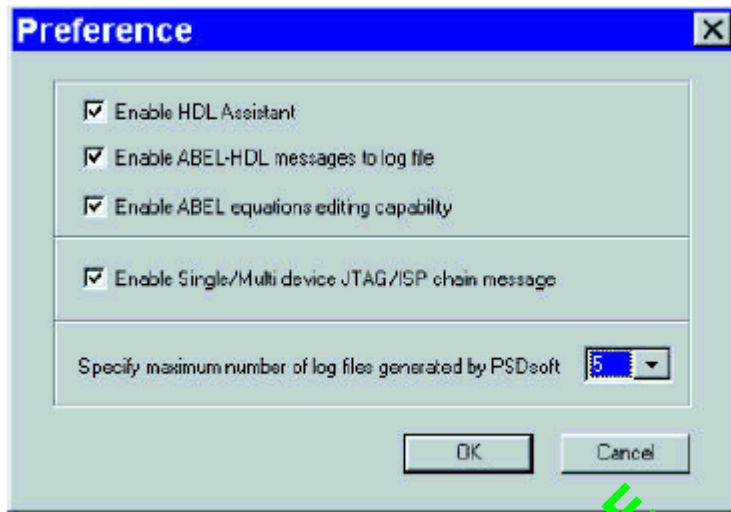 Preference
Enable HDL Assistant
Enable ABEL-HDL messages to log file
Enable ABEL equations editing capability
Enable Single/Multi device JTAG/ISP chain message
Specify maximum number of log files generated by PSDsoft 5
OK Cancel